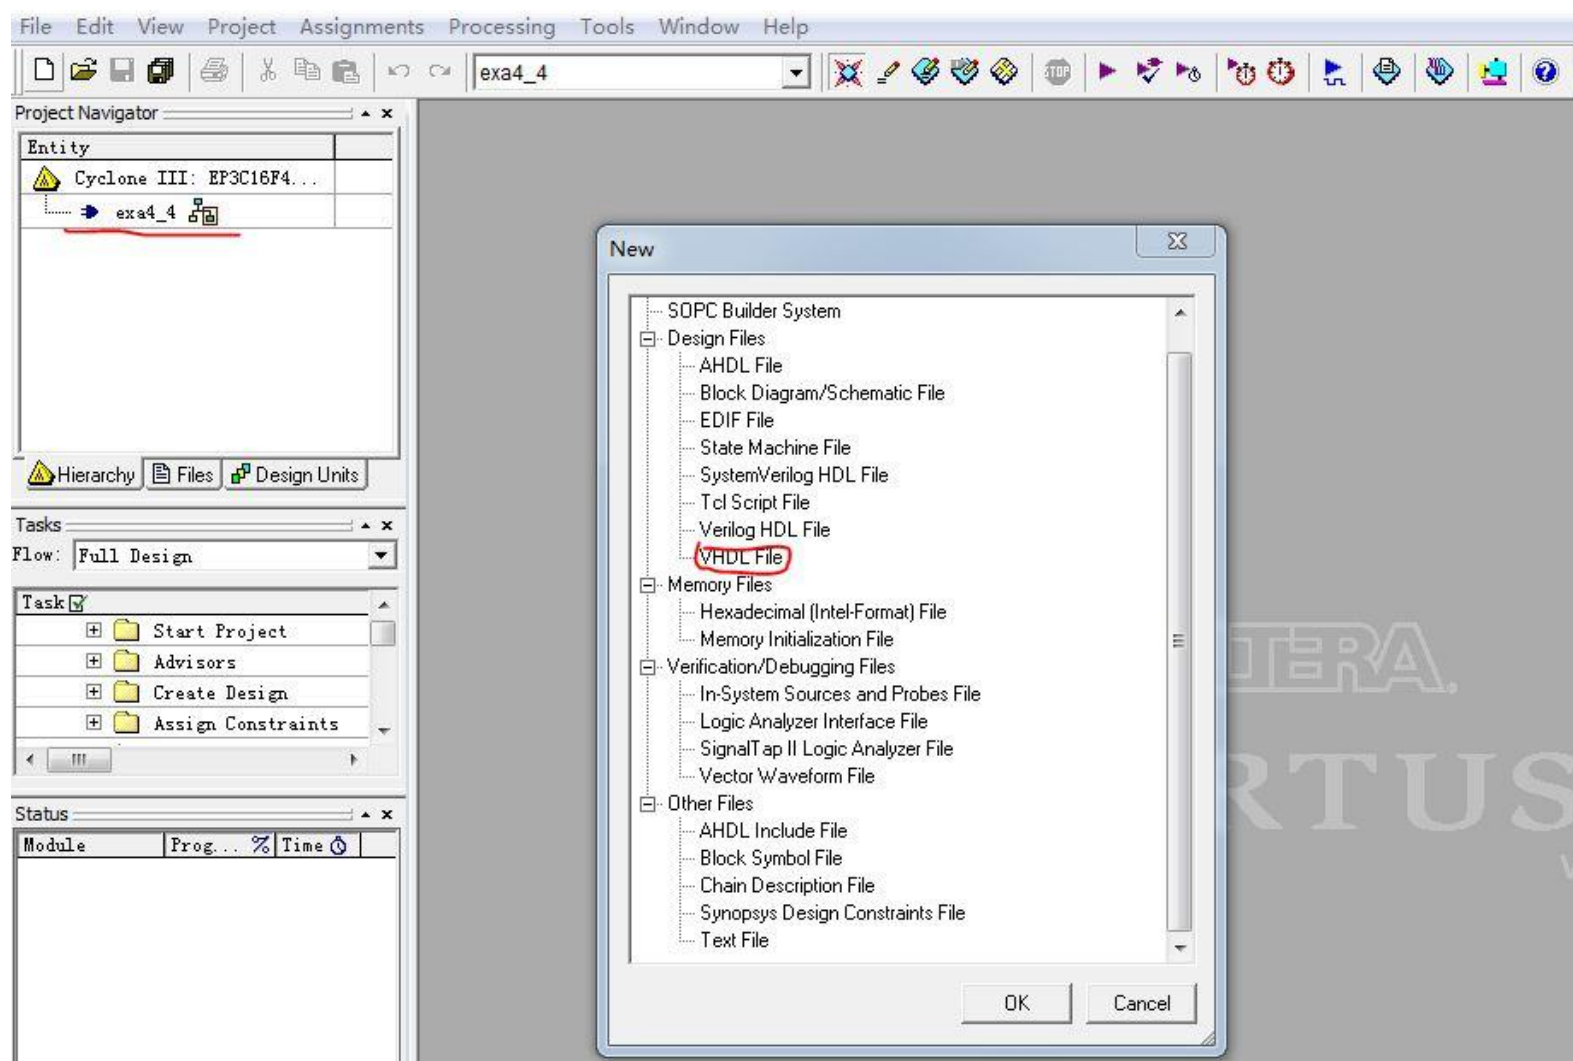 File Edit View Project Assignments Processing Tools Window Help
exa4_4
Project Navigator
Entity
Cyclone III: EP3C16F4...
exa4_4
Hierarchy Files Design Units
Tasks
Flow: Full Design
Task
Start Project
Advisors
Create Design
Assign Constraints
Status
Module Prog... % Time
New
SOPC Builder System
Design Files
AHDL File
Block Diagram/Schematic File
EDIF File
State Machine File
SystemVerilog HDL File
Tcl Script File
Verilog HDL File
VHDL File
Memory Files
Hexadecimal (Intel-Format) File
Memory Initialization File
Verification/Debugging Files
In-System Sources and Probes File
Logic Analyzer Interface File
SignalTap II Logic Analyzer File
Vector Waveform File
Other Files
AHDL Include File
Block Symbol File
Chain Description File
Synopsys Design Constraints File
Text File
OK Cancel
TERA
RTUS